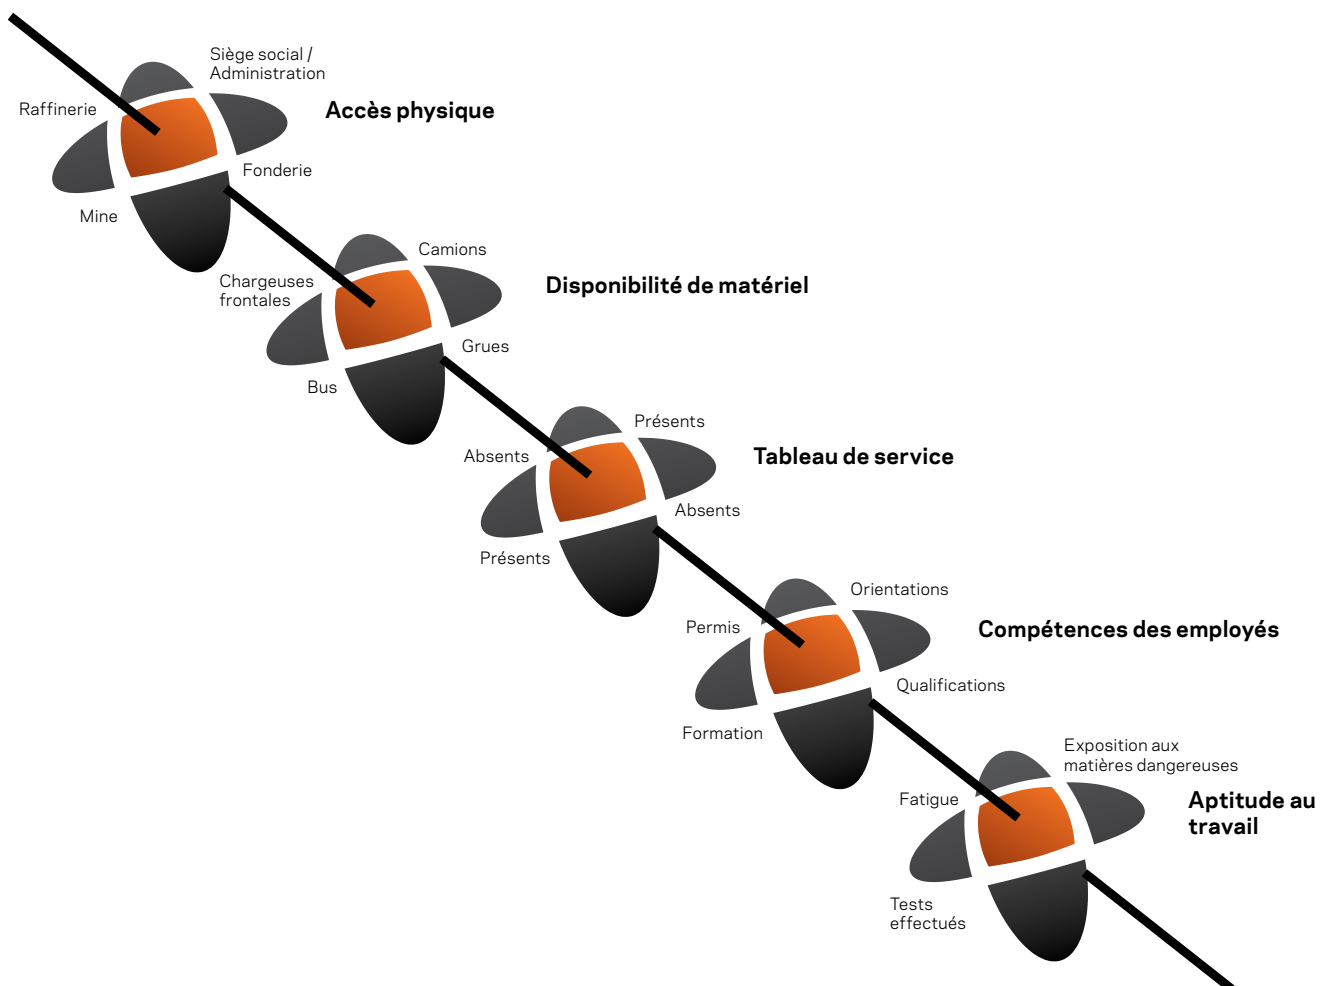 Siège social /
Administration
Raffinerie
Accès physique
Fonderie
Mine
Camions
Chargeuses
frontales
Disponibilité de matériel
Grues
Bus
Présents
Absents
Tableau de service
Absents
Présents
Orientations
Permis
Compétences des employés
Qualifications
Formation
Exposition aux
matières dangereuses
Fatigue
Aptitude au
travail
Tests
effectués